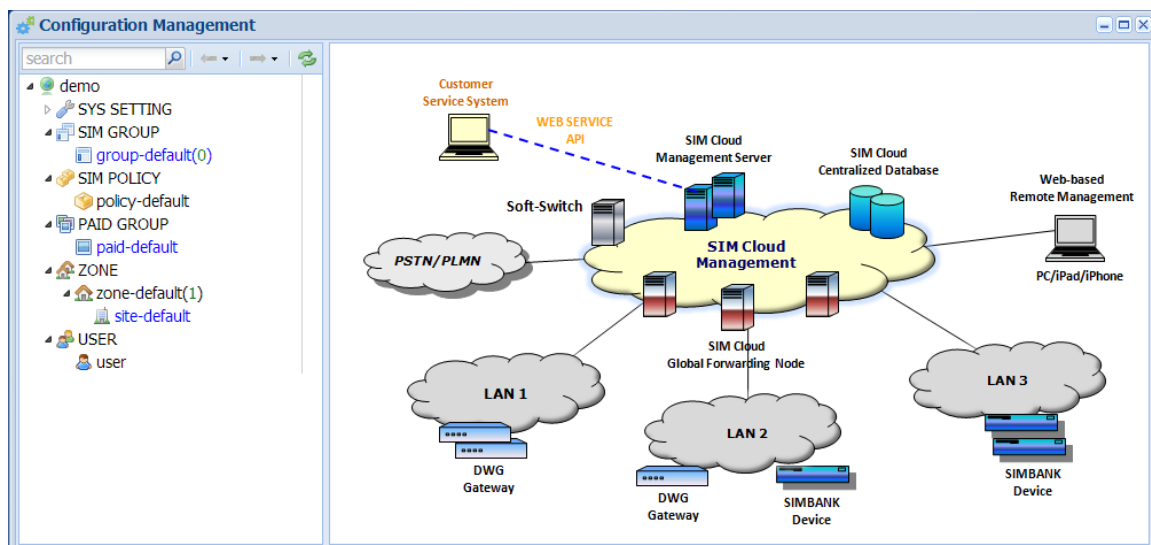 Configuration Management
search
demo
SYS SETTING
SIM GROUP
group-default(0)
SIM POLICY
policy-default
PAID GROUP
paid-default
ZONE
zone-default(1)
site-default
USER
user
Customer
Service System
WEB SERVICE
API
SIM Cloud
Management Server
SIM Cloud
Centralized Database
Web-based
Remote Management
Soft-Switch
PSTN/PLMN
SIM Cloud
Management
PC/iPad/iPhone
SIM Cloud
Global Forwarding Node
LAN 1
LAN 2
LAN 3
DWG
Gateway
DWG
Gateway
SIMBANK
Device
SIMBANK
Device